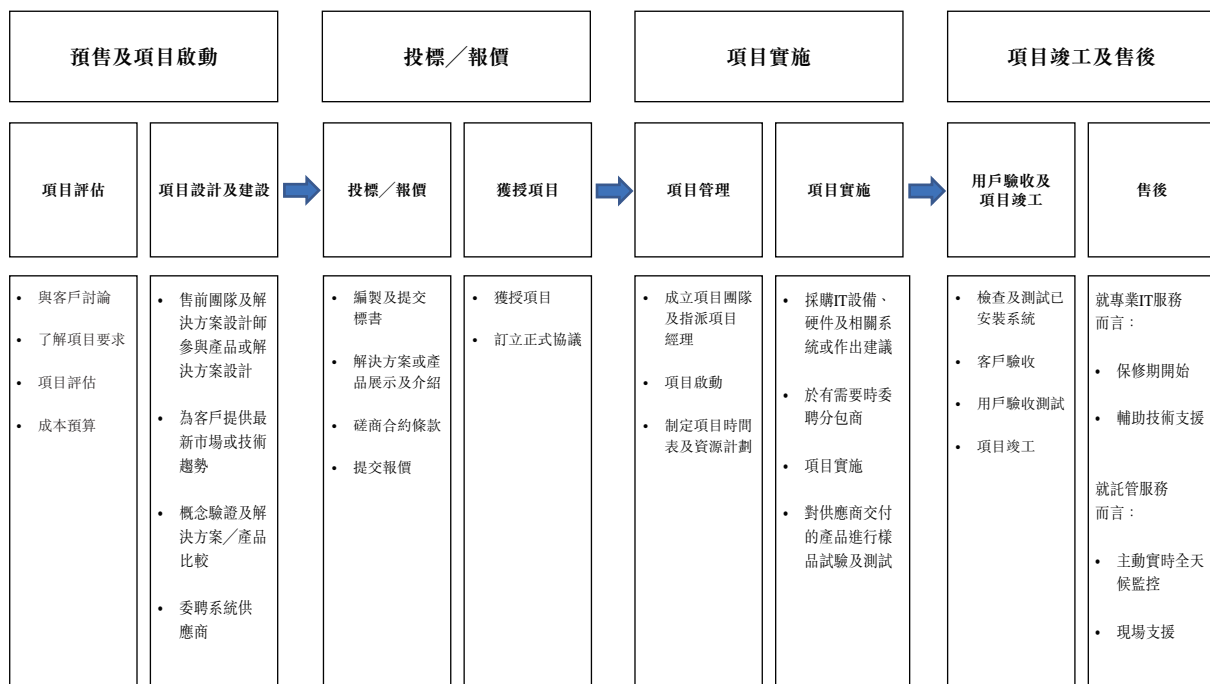 預售及項目啟動
投標／報價
項目實施
項目竣工及售後
項目評估
項目設計及建設
投標／報價
獲授項目
項目管理
項目實施
用戶驗收及
項目竣工
售後
• 與客戶討論
• 了解項目要求
• 項目評估
• 成本預算
• 售前團隊及解
決方案設計師
參與產品或解
決方案設計
• 為客戶提供最
新市場或技術
趨勢
• 概念驗證及解
決方案／產品
比較
• 委聘系統供
應商
• 編製及提交
標書
• 解決方案或產
品展示及介紹
• 磋商合約條款
• 提交報價
• 獲授項目
• 訂立正式協議
• 成立項目團隊
及指派項目
經理
• 項目啟動
• 制定項目時間
表及資源計劃
• 採購IT設備、
硬件及相關系
統或作出建議
• 於有需要時委
聘分包商
• 項目實施
• 對供應商交付
的產品進行樣
品試驗及測試
• 檢查及測試已
安裝系統
• 客戶驗收
• 用戶驗收測試
• 項目竣工
就專業IT服務
而言：
• 保修期開始
• 輔助技術支援
就託管服務
而言：
• 主動實時全天
候監控
• 現場支援